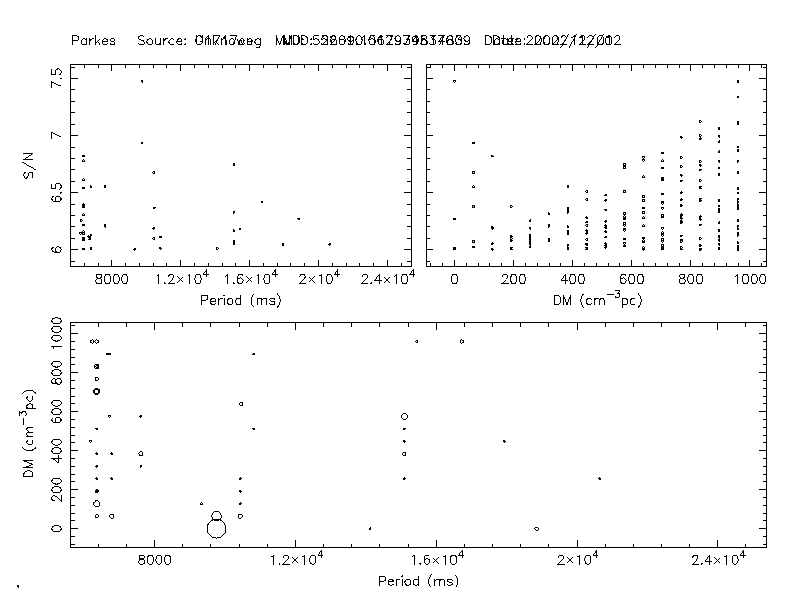 Parkes Source:
7.5
7
6.5
6
S/N
8000 1.2×10⁴ 1.6×10⁴ 2×10⁴ 2.4×10⁴
Period (ms)
0 200 400 600 800 1000
DM (cm⁻³pc)
1000
800
600
400
200
0
DM (cm⁻³pc)
8000 1.2×10⁴ 1.6×10⁴ 2×10⁴ 2.4×10⁴
Period (ms)